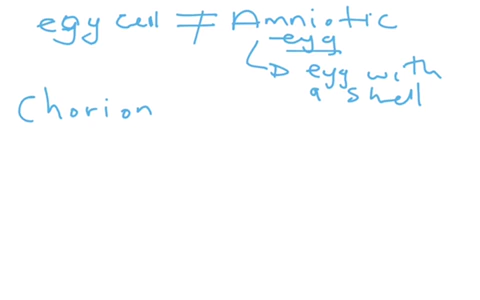 egg cell ≠ Amniotic
egg
↳ egg with
a shell
Chorion